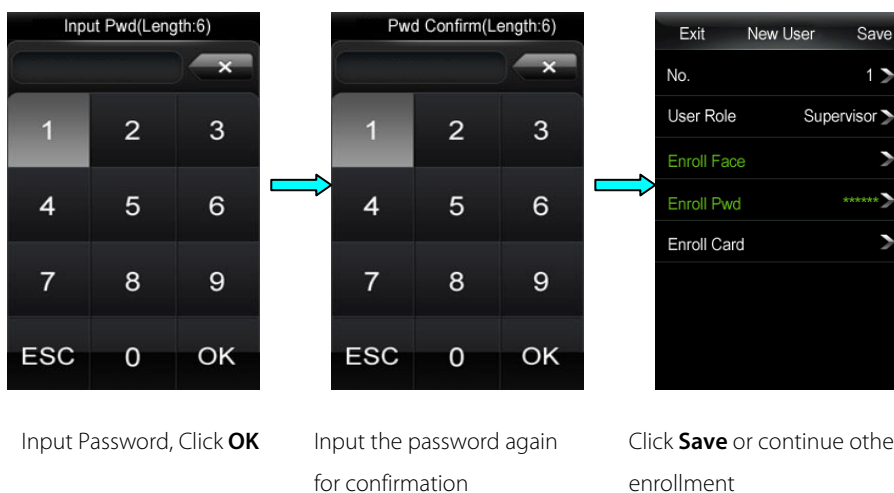 Input Pwd(Length:6)
1 2 3
4 5 6
7 8 9
ESC 0 OK
Pwd Confirm(Length:6)
1 2 3
4 5 6
7 8 9
ESC 0 OK
Exit New User Save
No. 1
User Role Supervisor
Enroll Face
Enroll Pwd ******
Enroll Card
Input Password, Click OK
Input the password again
for confirmation
Click Save or continue othe
enrollment